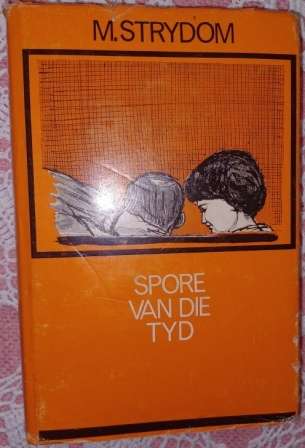 M. STRYDOM
SPORE
VAN DIE
TYD